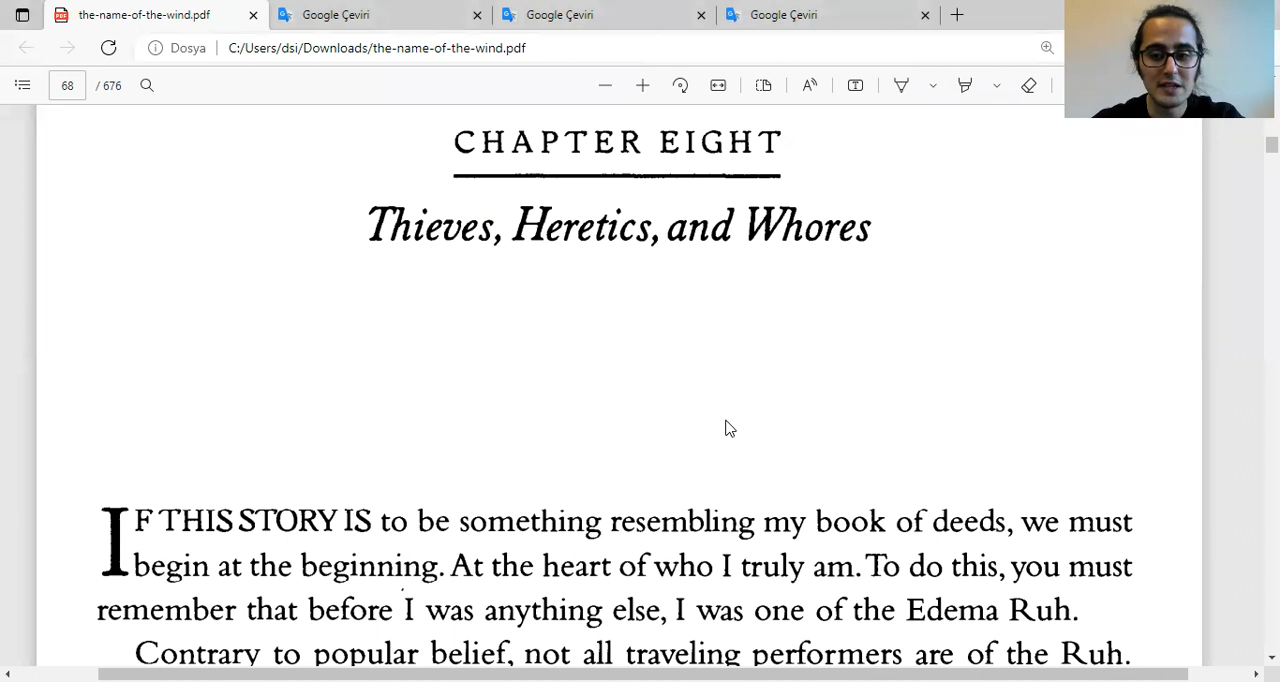 the-name-of-the-wind.pdf
Google Çeviri
Google Çeviri
Google Çeviri
Dosya
C:/Users/dsi/Downloads/the-name-of-the-wind.pdf
68 / 676
CHAPTER EIGHT
Thieves, Heretics, and Whores
IF THIS STORY IS to be something resembling my book of deeds, we must
begin at the beginning. At the heart of who I truly am. To do this, you must
remember that before I was anything else, I was one of the Edema Ruh.
Contrary to popular belief, not all traveling performers are of the Ruh.